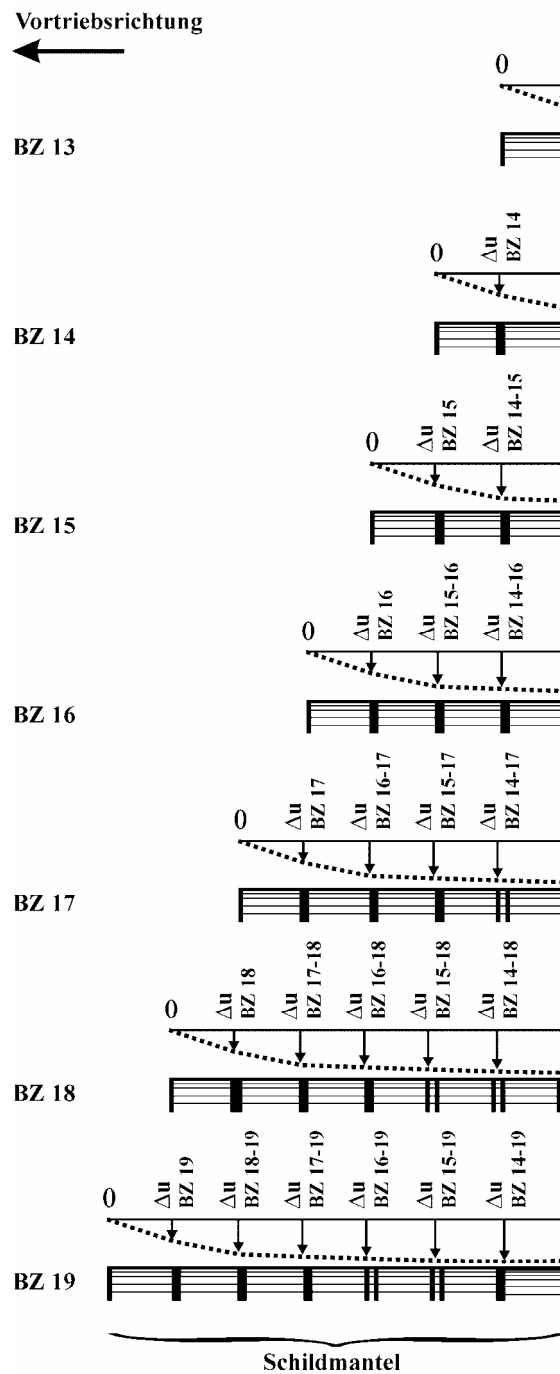 Vortriebsrichtung
0
BZ 13
0
Δu
BZ 14
BZ 14
0
Δu
BZ 15
Δu
BZ 14-15
BZ 15
0
Δu
BZ 16
Δu
BZ 15-16
Δu
BZ 14-16
BZ 16
0
Δu
BZ 17
Δu
BZ 16-17
Δu
BZ 15-17
Δu
BZ 14-17
BZ 17
0
Δu
BZ 18
Δu
BZ 17-18
Δu
BZ 16-18
Δu
BZ 15-18
Δu
BZ 14-18
BZ 18
0
Δu
BZ 19
Δu
BZ 18-19
Δu
BZ 17-19
Δu
BZ 16-19
Δu
BZ 15-19
Δu
BZ 14-19
BZ 19
Schildmantel